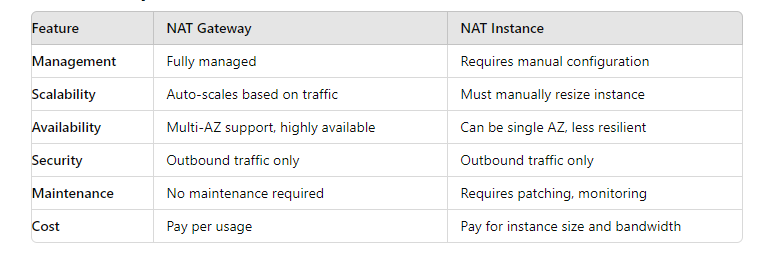 Feature NAT Gateway NAT Instance
Management Fully managed Requires manual configuration
Scalability Auto-scales based on traffic Must manually resize instance
Availability Multi-AZ support, highly available Can be single AZ, less resilient
Security Outbound traffic only Outbound traffic only
Maintenance No maintenance required Requires patching, monitoring
Cost Pay per usage Pay for instance size and bandwidth